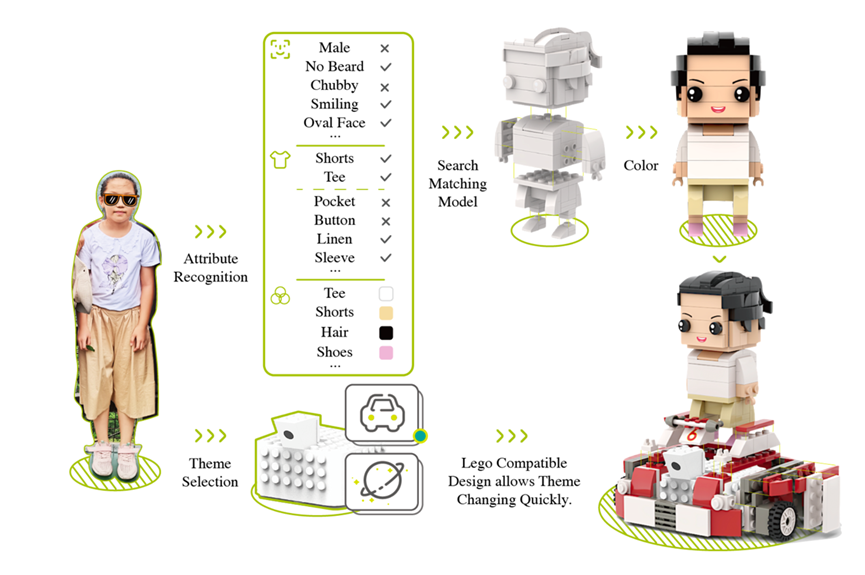 Male
No Beard
Chubby
Smiling
Oval Face
...
Shorts
Tee
Pocket
Button
Linen
Sleeve
...
Tee
Shorts
Hair
Shoes
...
Attribute
Recognition
Search
Matching
Model
Color
Theme
Selection
Lego Compatible
Design allows Theme
Changing Quickly.
6